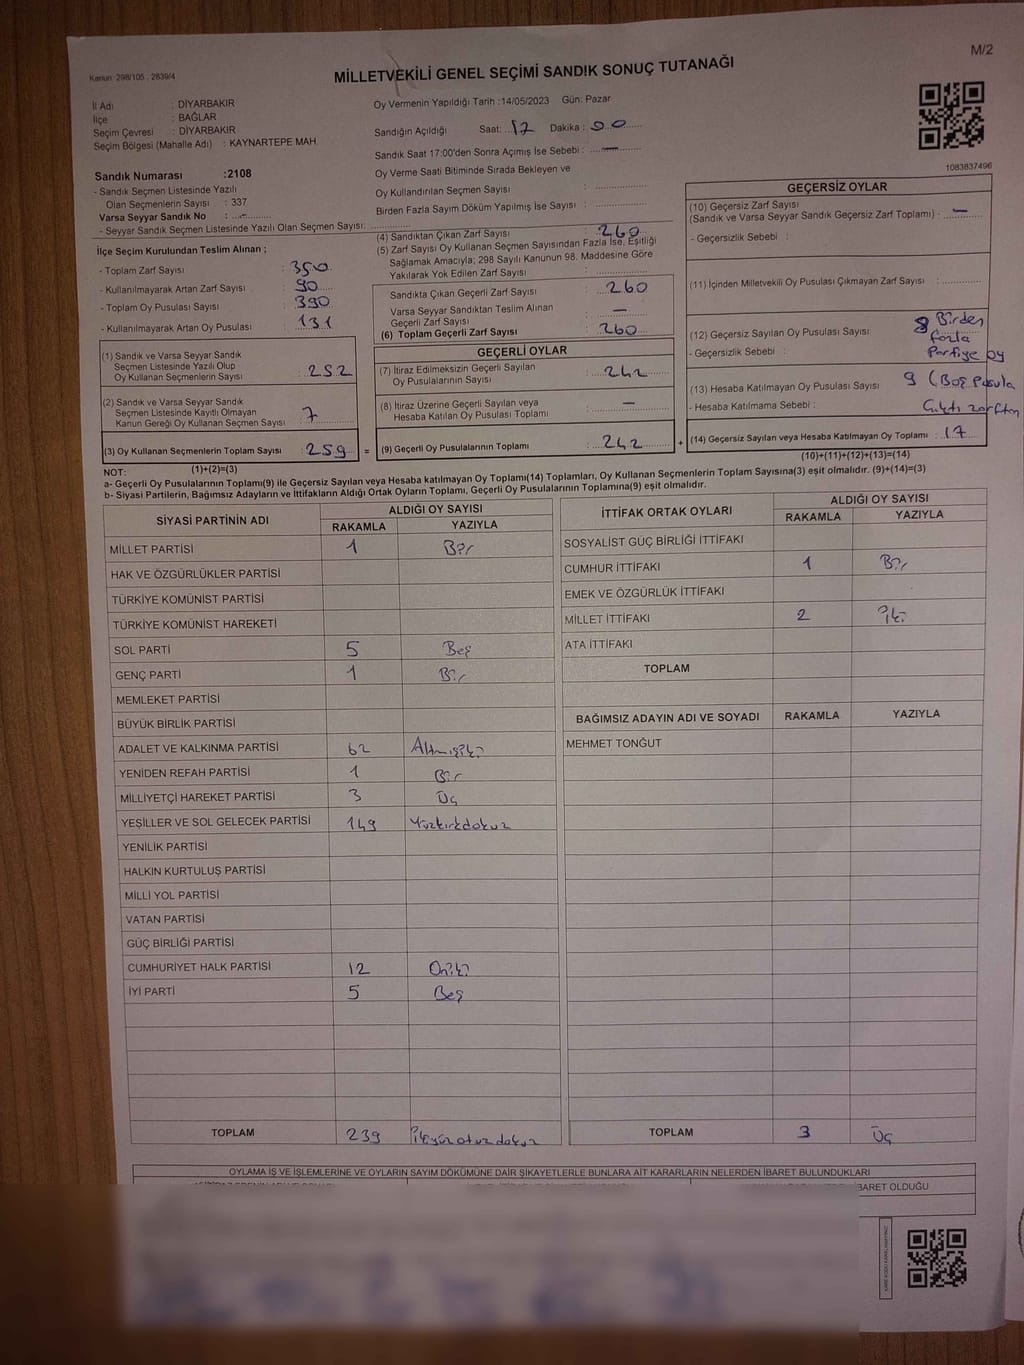 M/2
Kanun: 298/105 , 2839/4
MİLLETVEKİLİ GENEL SEÇİMİ SANDIK SONUÇ TUTANAĞI
İl Adı : DİYARBAKIR
İlçe : BAĞLAR
Seçim Çevresi : DİYARBAKIR
Seçim Bölgesi (Mahalle Adı) : KAYNARTEPE MAH.
Sandık Numarası :2108
- Sandık Seçmen Listesinde Yazılı
Olan Seçmenlerin Sayısı : 337
Varsa Seyyar Sandık No :
- Seyyar Sandık Seçmen Listesinde Yazılı Olan Seçmen Sayısı:
Oy Vermenin Yapıldığı Tarih :14/05/2023 Gün: Pazar
Sandığın Açıldığı Saat: 17 Dakika : 00
Sandık Saat 17:00'den Sonra Açımış İse Sebebi : —
Oy Verme Saati Bitiminde Sırada Bekleyen ve
Oy Kullandırılan Seçmen Sayısı :
Birden Fazla Sayım Döküm Yapılmış İse Sayısı :
1083837496
İlçe Seçim Kurulundan Teslim Alınan ;
- Toplam Zarf Sayısı : 350
- Kullanılmayarak Artan Zarf Sayısı : 90
- Toplam Oy Pusulası Sayısı : 390
- Kullanılmayarak Artan Oy Pusulası : 131
(1) Sandık ve Varsa Seyyar Sandık
Seçmen Listesinde Yazılı Olup
Oy Kullanan Seçmenlerin Sayısı : 252
(2) Sandık ve Varsa Seyyar Sandık
Seçmen Listesinde Kayıtlı Olmayan
Kanun Gereği Oy Kullanan Seçmen Sayısı : 7
(3) Oy Kullanan Seçmenlerin Toplam Sayısı : 259
(1)+(2)=(3)
(4) Sandıktan Çıkan Zarf Sayısı : 260
(5) Zarf Sayısı Oy Kullanan Seçmen Sayısından Fazla İse, Eşitliği
Sağlamak Amacıyla; 298 Sayılı Kanunun 98. Maddesine Göre
Yakılarak Yok Edilen Zarf Sayısı :
Sandıkta Çıkan Geçerli Zarf Sayısı : 260
Varsa Seyyar Sandıktan Teslim Alınan
Geçerli Zarf Sayısı : —
(6) Toplam Geçerli Zarf Sayısı : 260
GEÇERLİ OYLAR
(7) İtiraz Edilmeksizin Geçerli Sayılan
Oy Pusulalarının Sayısı : 242
(8) İtiraz Üzerine Geçerli Sayılan veya
Hesaba Katılan Oy Pusulası Toplamı : —
= (9) Geçerli Oy Pusulalarının Toplamı : 242 +
GEÇERSİZ OYLAR
(10) Geçersiz Zarf Sayısı
(Sandık ve Varsa Seyyar Sandık Geçersiz Zarf Toplamı) : —
- Geçersizlik Sebebi :
(11) İçinden Milletvekili Oy Pusulası Çıkmayan Zarf Sayısı :
(12) Geçersiz Sayılan Oy Pusulası Sayısı : 8 Birden
fazla
- Geçersizlik Sebebi : Partiye oy
(13) Hesaba Katılmayan Oy Pusulası Sayısı : 9 (Boş Pusula
- Hesaba Katılmama Sebebi : Çıktı zarftan
(14) Geçersiz Sayılan veya Hesaba Katılmayan Oy Toplamı : 17
(10)+(11)+(12)+(13)=(14)
NOT:
a- Geçerli Oy Pusulalarının Toplamı(9) ile Geçersiz Sayılan veya Hesaba katılmayan Oy Toplamı(14) Toplamları, Oy Kullanan Seçmenlerin Toplam Sayısına(3) eşit olmalıdır. (9)+(14)=(3)
b- Siyasi Partilerin, Bağımsız Adayların ve İttifakların Aldığı Ortak Oyların Toplamı, Geçerli Oy Pusulalarının Toplamına(9) eşit olmalıdır.
SİYASİ PARTİNİN ADI ALDIĞI OY SAYISI
RAKAMLA YAZIYLA
MİLLET PARTİSİ 1 Bir
HAK VE ÖZGÜRLÜKLER PARTİSİ
TÜRKİYE KOMÜNİST PARTİSİ
TÜRKİYE KOMÜNİST HAREKETİ
SOL PARTİ 5 Beş
GENÇ PARTİ 1 Bir
MEMLEKET PARTİSİ
BÜYÜK BİRLİK PARTİSİ
ADALET VE KALKINMA PARTİSİ 62 Altmışiki
YENİDEN REFAH PARTİSİ 1 Bir
MİLLİYETÇİ HAREKET PARTİSİ 3 Üç
YEŞİLLER VE SOL GELECEK PARTİSİ 149 Yüzkırkdokuz
YENİLİK PARTİSİ
HALKIN KURTULUŞ PARTİSİ
MİLLİ YOL PARTİSİ
VATAN PARTİSİ
GÜÇ BİRLİĞİ PARTİSİ
CUMHURİYET HALK PARTİSİ 12 Oniki
İYİ PARTİ 5 Beş
TOPLAM 239 İkiyüzotuzdokuz
İTTİFAK ORTAK OYLARI ALDIĞI OY SAYISI
RAKAMLA YAZIYLA
SOSYALİST GÜÇ BİRLİĞİ İTTİFAKI
CUMHUR İTTİFAKI 1 Bir
EMEK VE ÖZGÜRLÜK İTTİFAKI
MİLLET İTTİFAKI 2 İki
ATA İTTİFAKI
TOPLAM
BAĞIMSIZ ADAYIN ADI VE SOYADI RAKAMLA YAZIYLA
MEHMET TONĞUT
TOPLAM 3 Üç
OYLAMA İŞ VE İŞLEMLERİNE VE OYLARIN SAYIM DÖKÜMÜNE DAİR ŞİKAYETLERLE BUNLARA AİT KARARLARIN NELERDEN İBARET BULUNDUKLARI
İBARET OLDUĞU